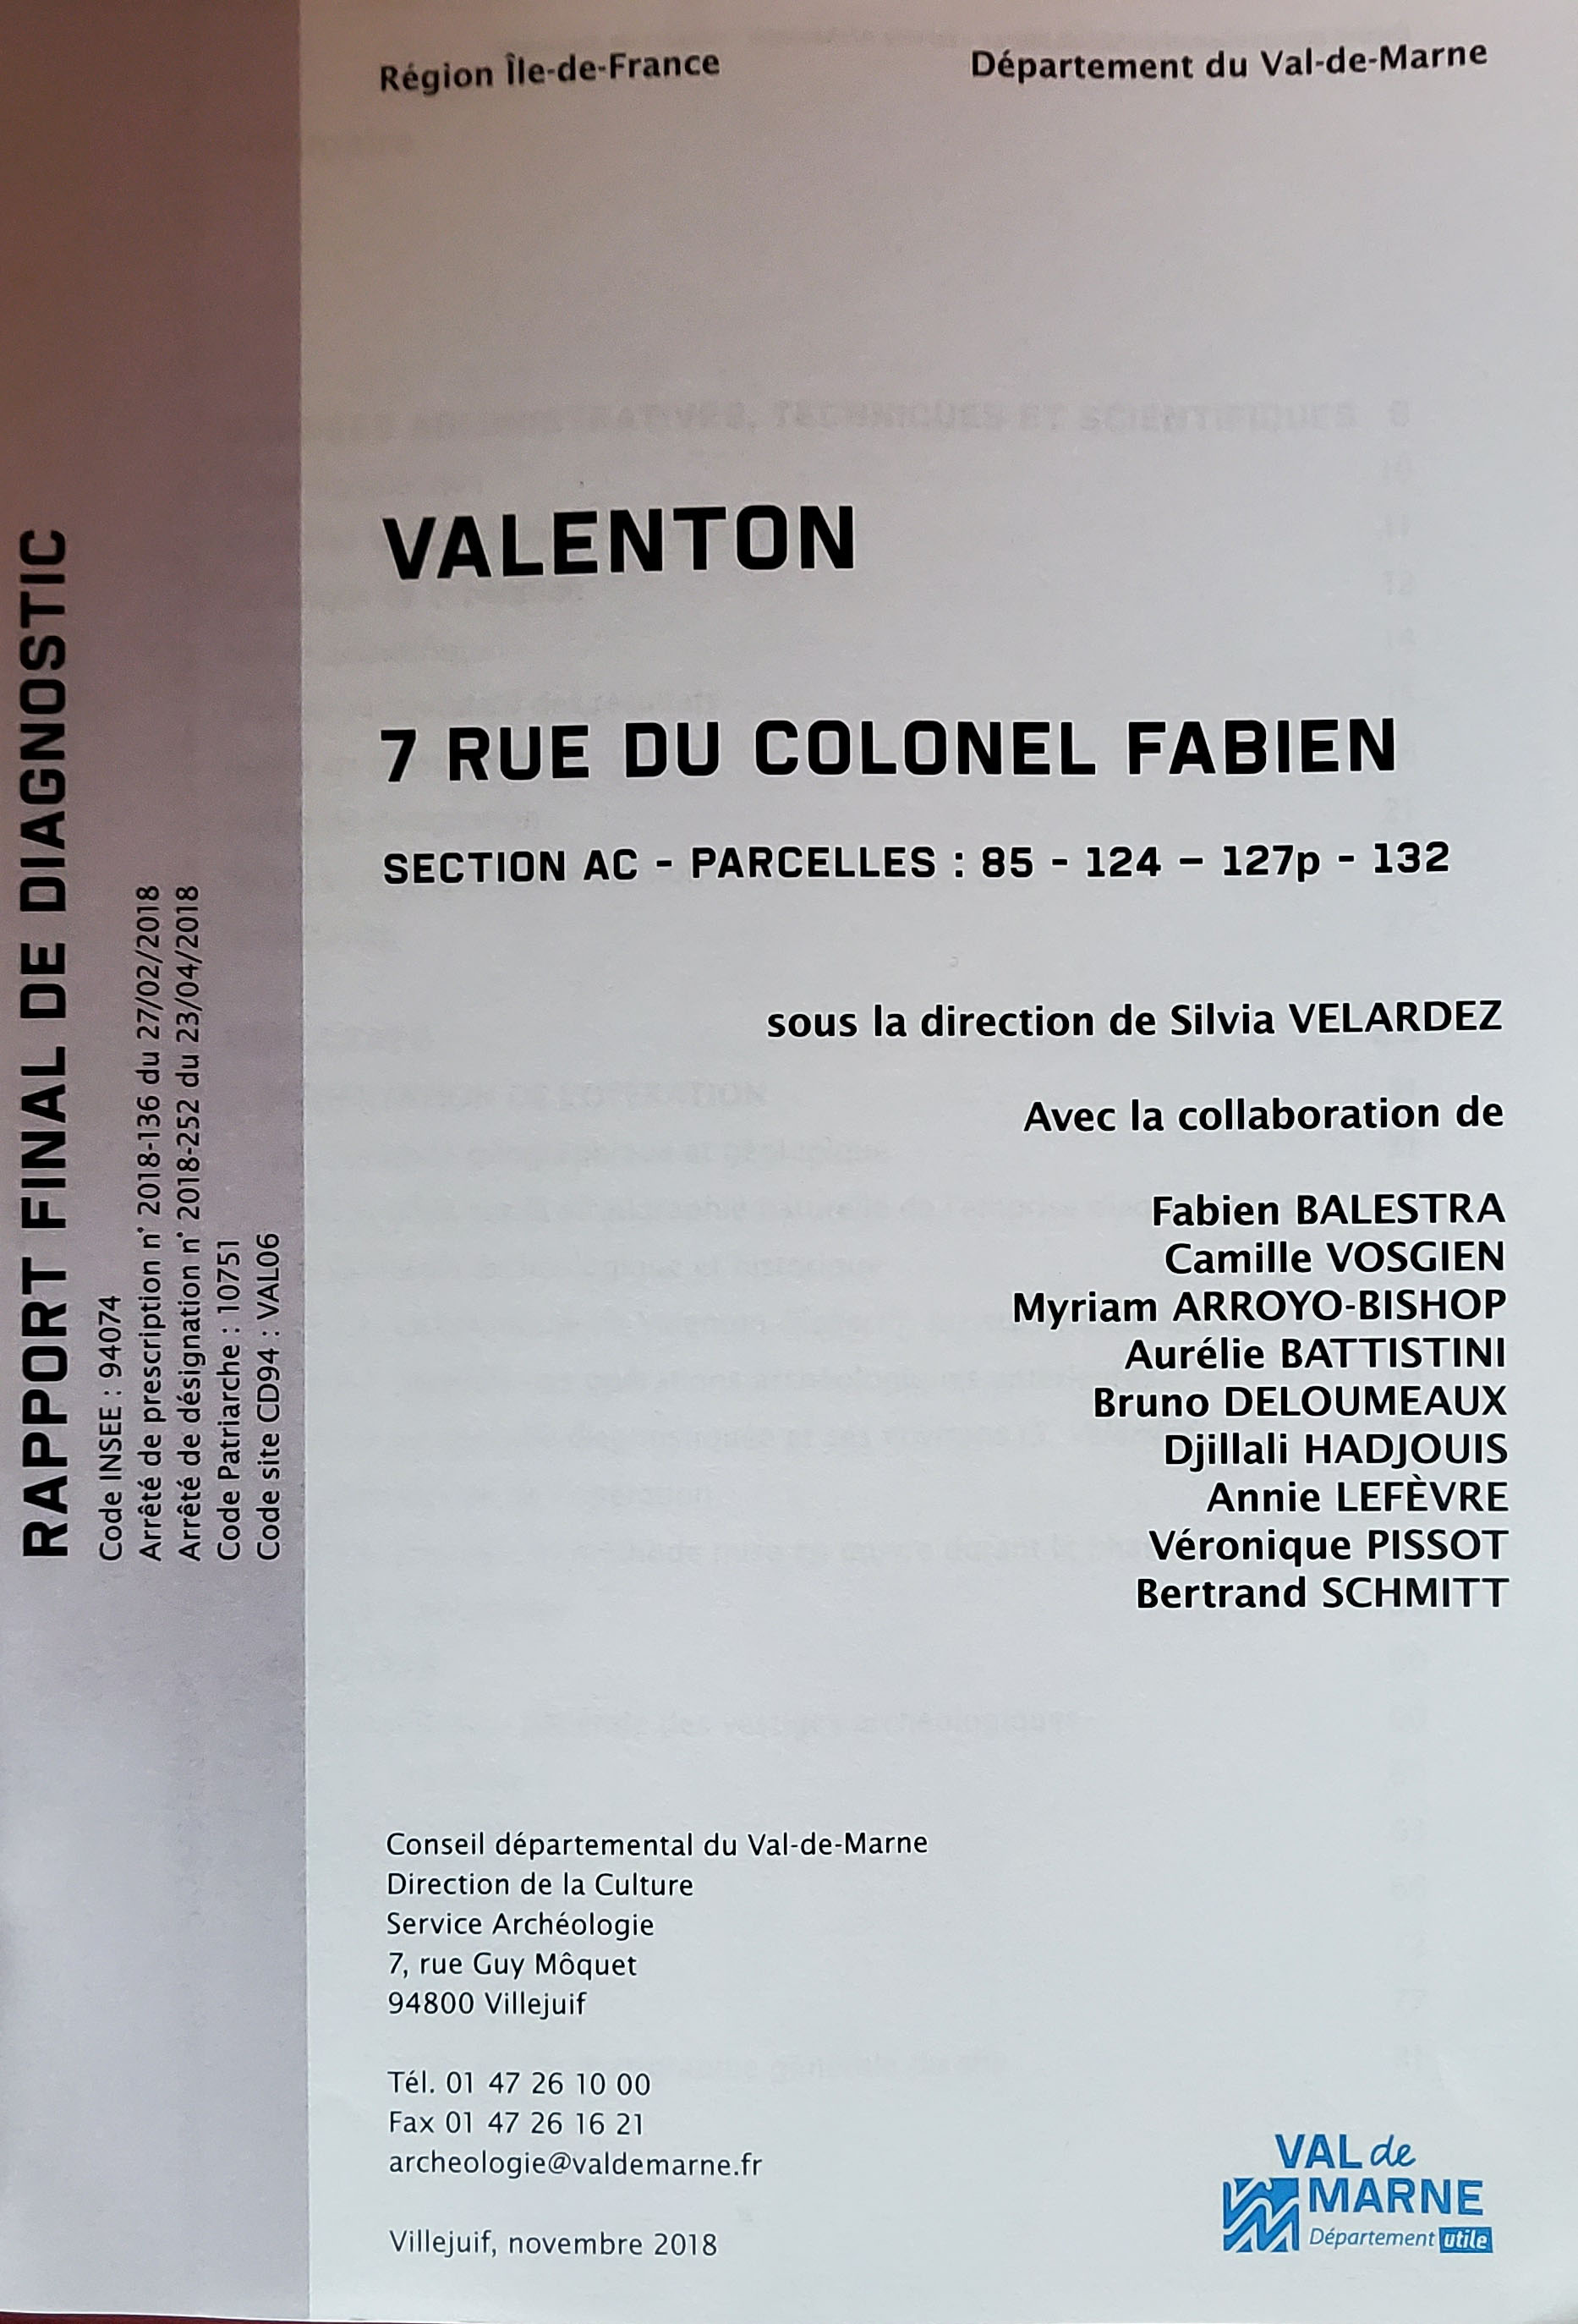 Région Île-de-France
Département du Val-de-Marne
RAPPORT FINAL DE DIAGNOSTIC
Code INSEE : 94074
Arrêté de prescription n° 2018-136 du 27/02/2018
Arrêté de désignation n° 2018-252 du 23/04/2018
Code Patriarche : 10751
Code site CD94 : VAL06
VALENTON
7 RUE DU COLONEL FABIEN
SECTION AC - PARCELLES : 85 - 124 – 127p - 132
sous la direction de Silvia VELARDEZ
Avec la collaboration de
Fabien BALESTRA
Camille VOSGIEN
Myriam ARROYO-BISHOP
Aurélie BATTISTINI
Bruno DELOUMEAUX
Djillali HADJOUIS
Annie LEFÈVRE
Véronique PISSOT
Bertrand SCHMITT
Conseil départemental du Val-de-Marne
Direction de la Culture
Service Archéologie
7, rue Guy Môquet
94800 Villejuif
Tél. 01 47 26 10 00
Fax 01 47 26 16 21
archeologie@valdemarne.fr
Villejuif, novembre 2018
VAL de
MARNE
Département utile